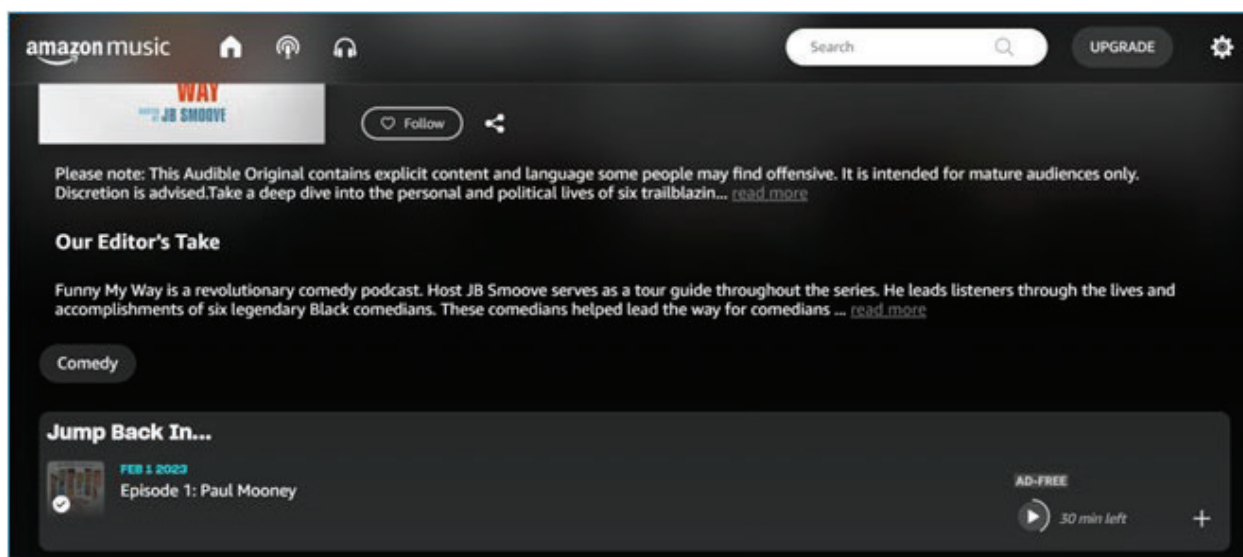 amazon music
Search
UPGRADE
WAY
JB SMOOVE
Follow
Please note: This Audible Original contains explicit content and language some people may find offensive. It is intended for mature audiences only.
Discretion is advised.Take a deep dive into the personal and political lives of six trailblazin... read more
Our Editor's Take
Funny My Way is a revolutionary comedy podcast. Host JB Smoove serves as a tour guide throughout the series. He leads listeners through the lives and
accomplishments of six legendary Black comedians. These comedians helped lead the way for comedians ... read more
Comedy
Jump Back In...
FEB 1 2023
Episode 1: Paul Mooney
AD-FREE
30 min left